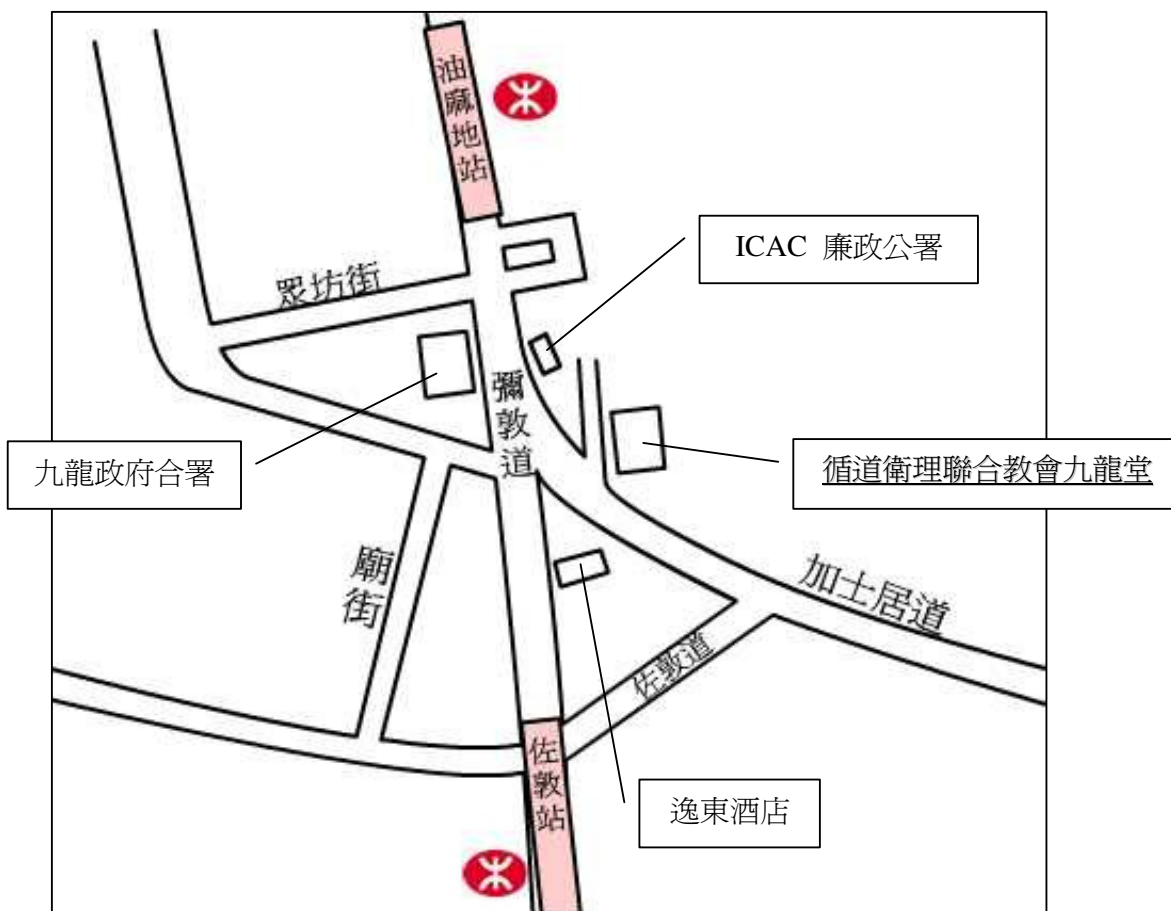 油麻地站
ICAC 廉政公署
眾坊街
彌敦道
九龍政府合署
循道衛理聯合教會九龍堂
廟街
加士居道
佐敦道
佐敦站
逸東酒店